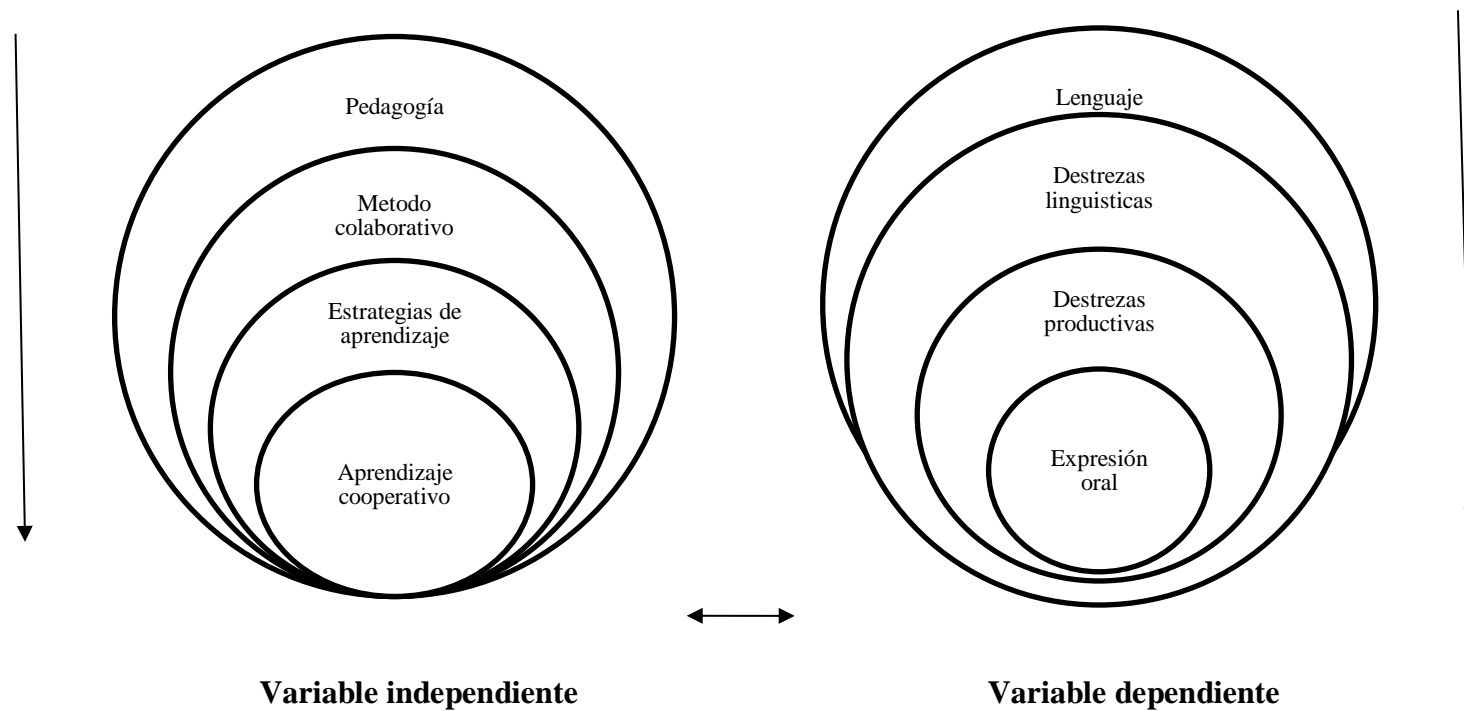 Pedagogía
Metodo
colaborativo
Estrategias de
aprendizaje
Aprendizaje
cooperativo
Variable independiente
Lenguaje
Destrezas
linguisticas
Destrezas
productivas
Expresión
oral
Variable dependiente